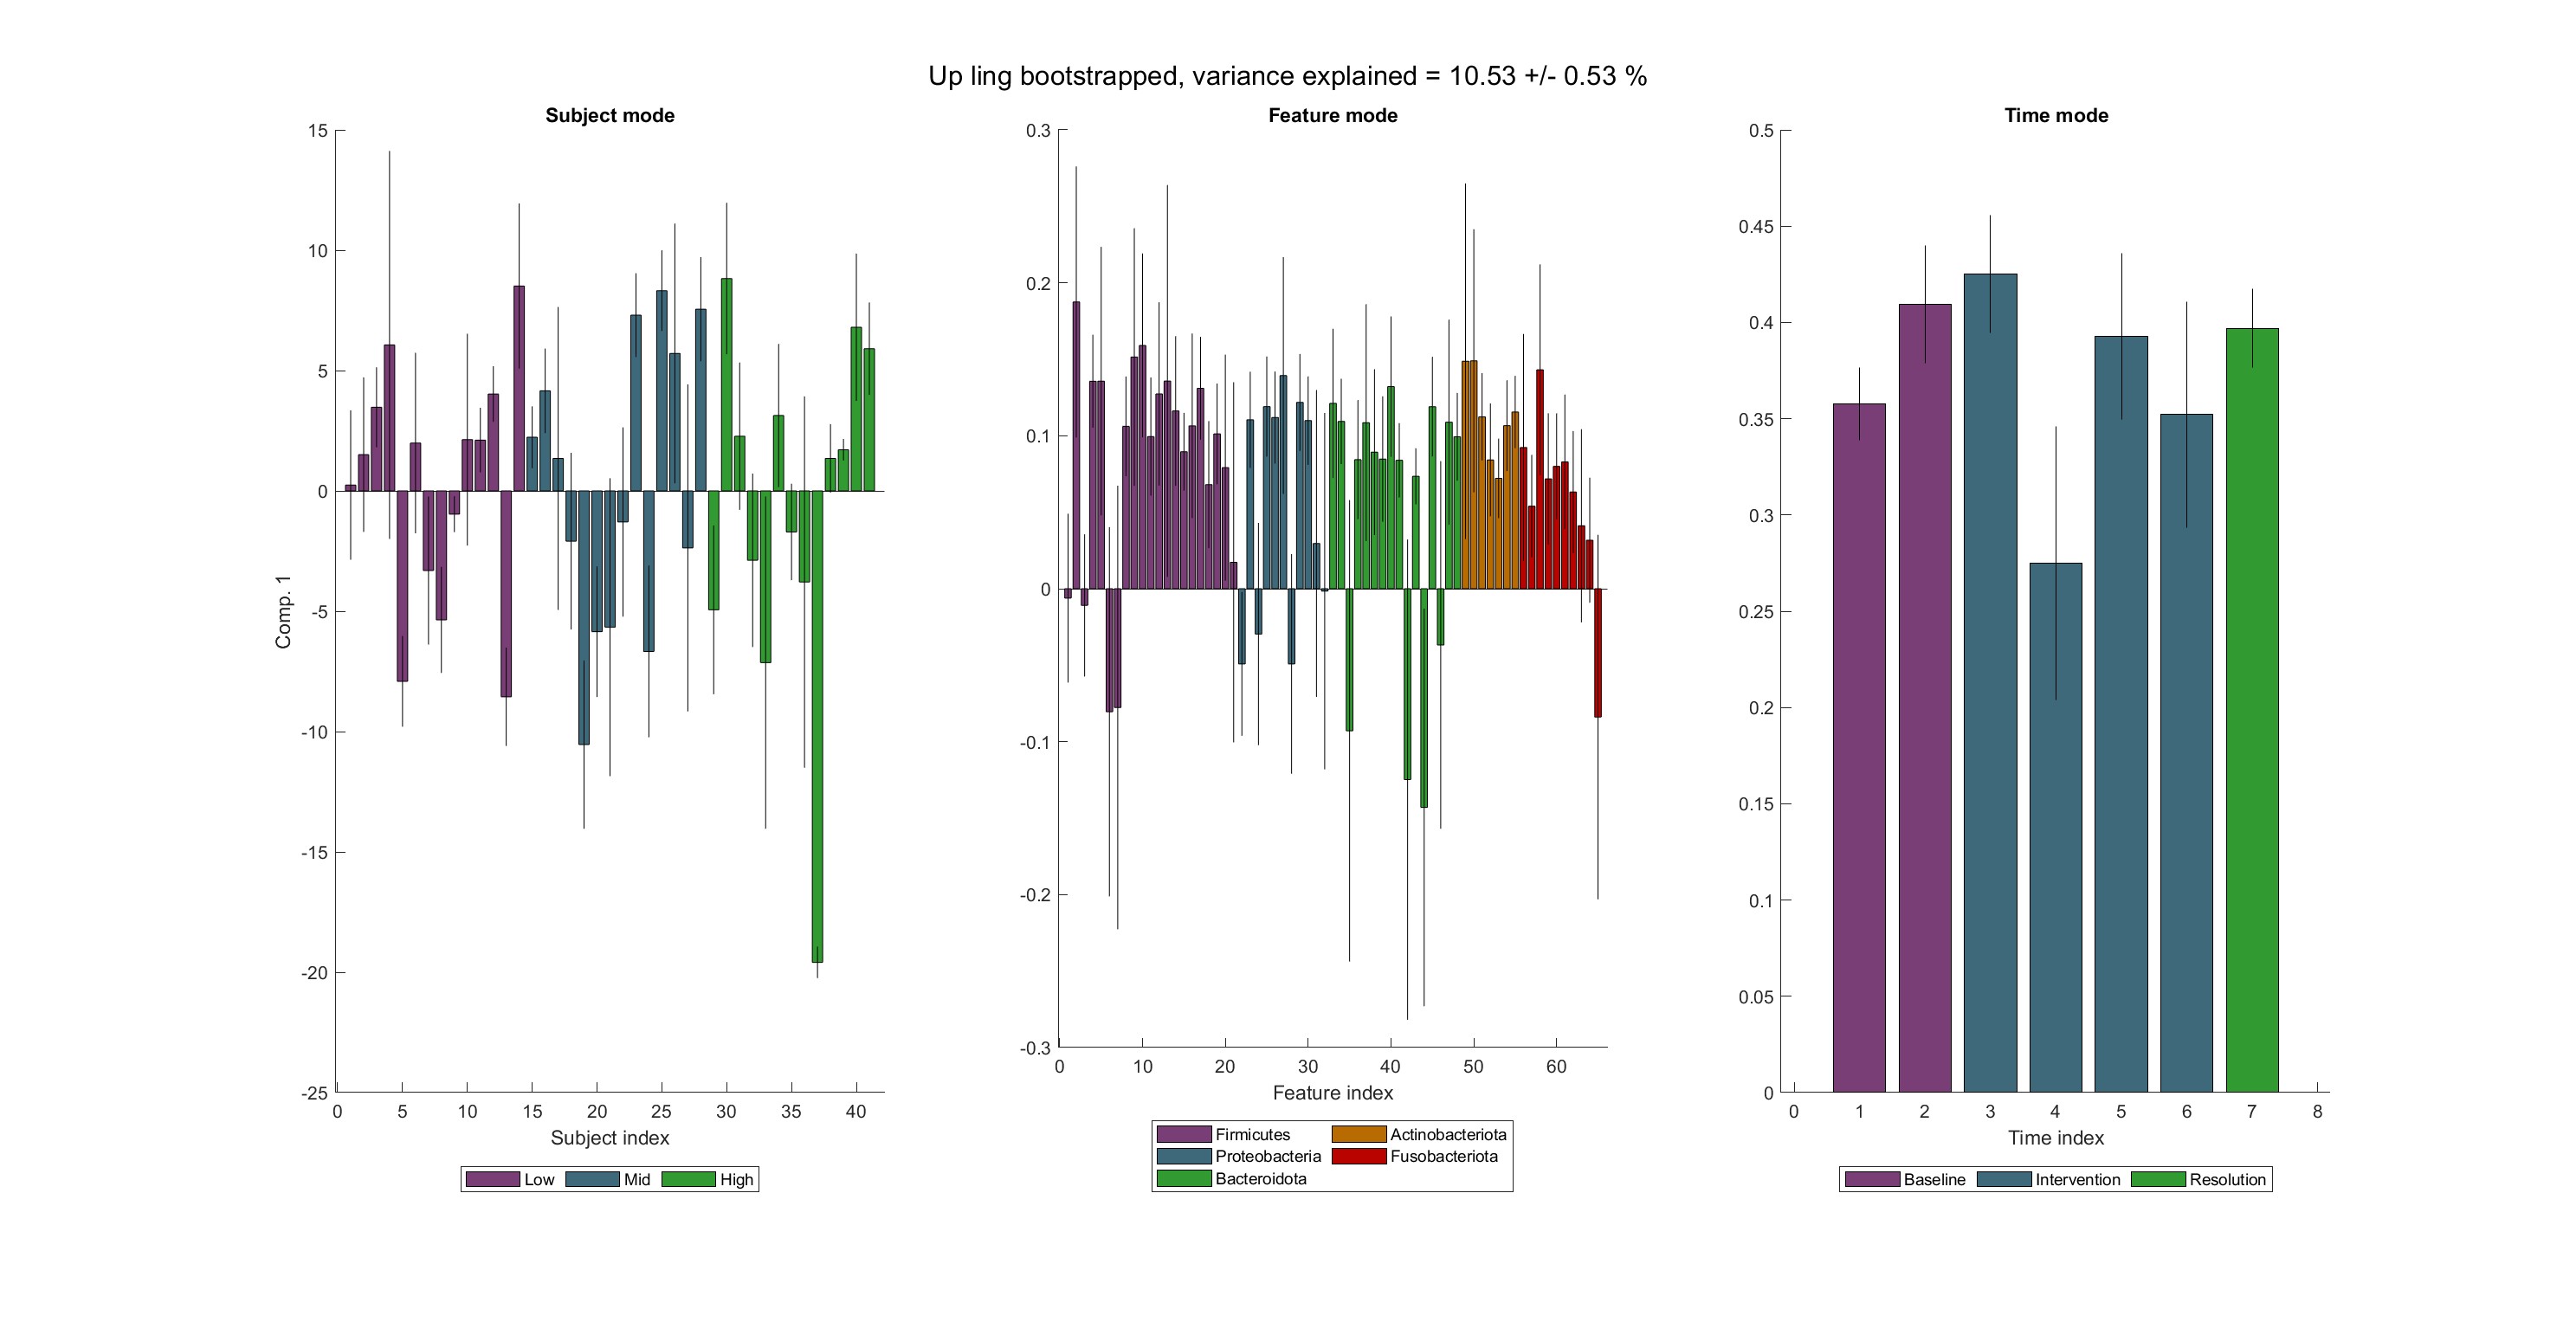 Up ling bootstrapped, variance explained = 10.53 +/- 0.53 %
Subject mode
15
10
5
0
-5
-10
-15
-20
-25
Comp. 1
0 5 10 15 20 25 30 35 40
Subject index
Low Mid High
Feature mode
0.3
0.2
0.1
0
-0.1
-0.2
-0.3
0 10 20 30 40 50 60
Feature index
Firmicutes Actinobacteriota
Proteobacteria Fusobacteriota
Bacteroidota
Time mode
0.5
0.45
0.4
0.35
0.3
0.25
0.2
0.15
0.1
0.05
0
0 1 2 3 4 5 6 7 8
Time index
Baseline Intervention Resolution